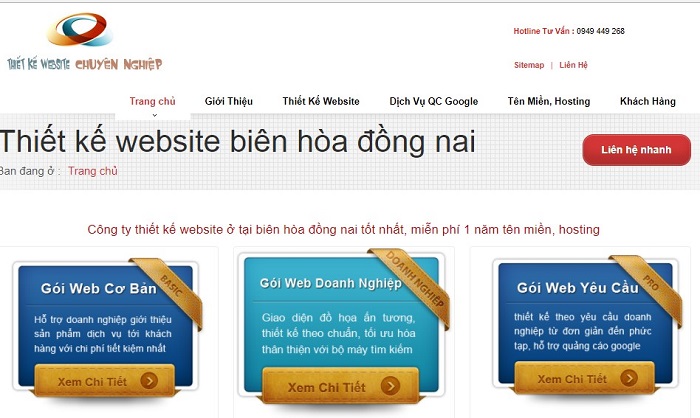 Hotline Tư Vấn : 0949 449 268
THIẾT KẾ WEBSITE CHUYÊN NGHIỆP
Sitemap | Liên Hệ
Trang chủ Giới Thiệu Thiết Kế Website Dịch Vụ QC Google Tên Miền, Hosting Khách Hàng
Thiết kế website biên hòa đồng nai
Liên hệ nhanh
Ban đang ở : Trang chủ
Công ty thiết kế website ở tại biên hòa đồng nai tốt nhất, miễn phí 1 năm tên miền, hosting
BASIC
Gói Web Cơ Bản
Hỗ trợ doanh nghiệp giới thiệu
sản phẩm dịch vụ tới khách
hàng với chi phí tiết kiệm nhất
Xem Chi Tiết
DOANH NGHIỆP
Gói Web Doanh Nghiệp
Giao diện đồ họa ấn tượng,
thiết kế theo chuẩn, tối ưu hóa
thân thiện với bộ máy tìm kiếm
Xem Chi Tiết
PRO
Gói Web Yêu Cầu
thiết kế theo yêu cầu doanh
nghiệp từ đơn giản đến phức
tạp, hỗ trợ quảng cáo google
Xem Chi Tiết